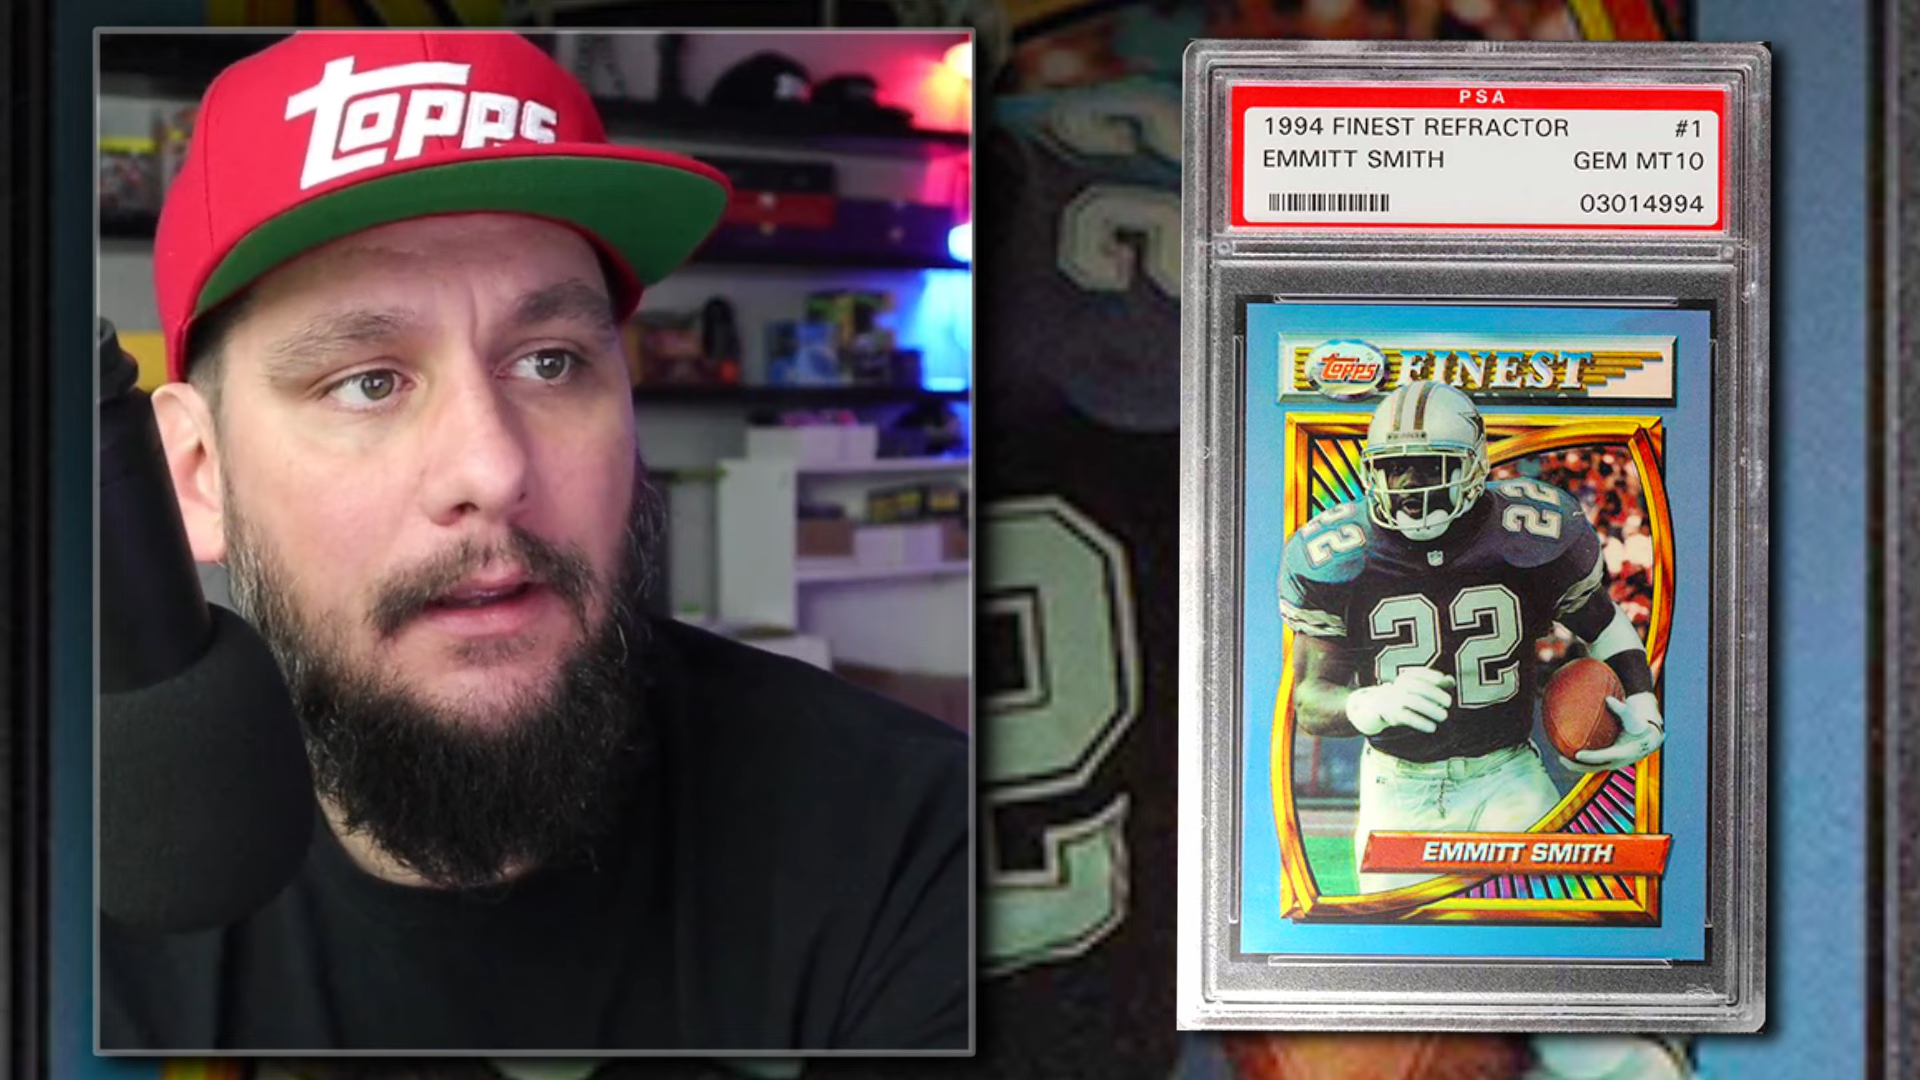 Topps
PSA
1994 FINEST REFRACTOR #1
EMMITT SMITH GEM MT10
03014994
Topps FINEST
22 22
22
EMMITT SMITH